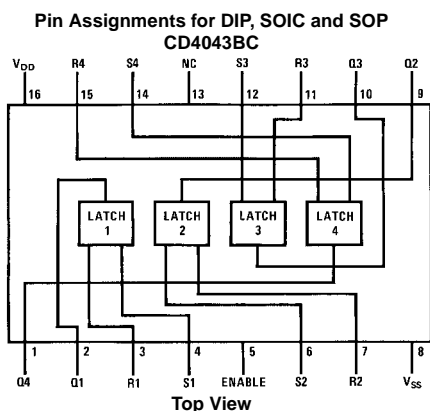 Pin Assignments for DIP, SOIC and SOP
CD4043BC
VDD R4 S4 NC S3 R3 Q3 Q2
16 15 14 13 12 11 10 9
LATCH 1 LATCH 2 LATCH 3 LATCH 4
1 2 3 4 5 6 7 8
Q4 Q1 R1 S1 ENABLE S2 R2 VSS
Top View